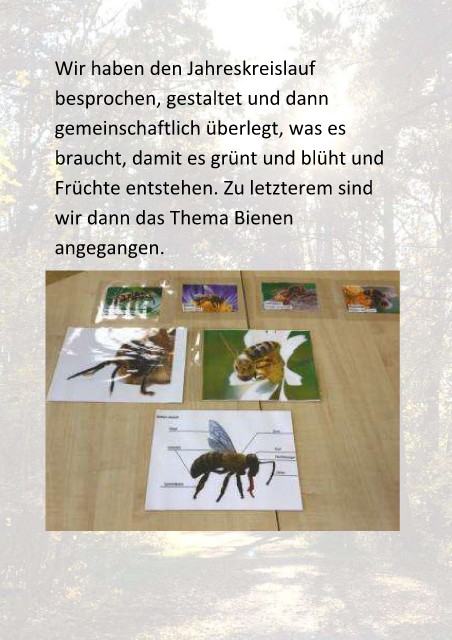 Wir haben den Jahreskreislauf
besprochen, gestaltet und dann
gemeinschaftlich überlegt, was es
braucht, damit es grünt und blüht und
Früchte entstehen. Zu letzterem sind
wir dann das Thema Bienen
angegangen.